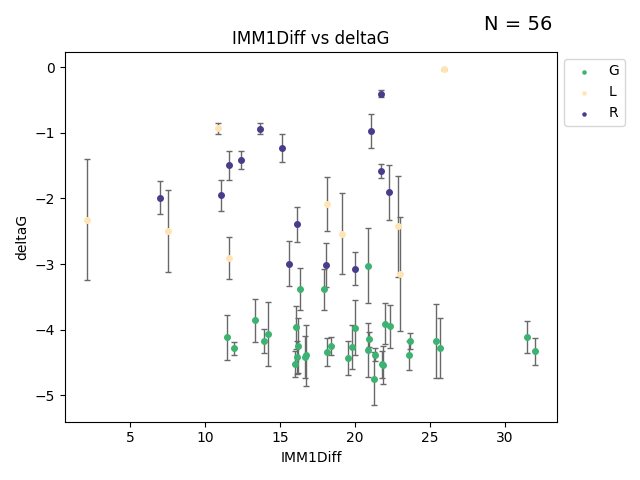 N = 56
IMM1Diff vs deltaG
G
L
R
0
−1
−2
−3
−4
−5
deltaG
5 10 15 20 25 30
IMM1Diff